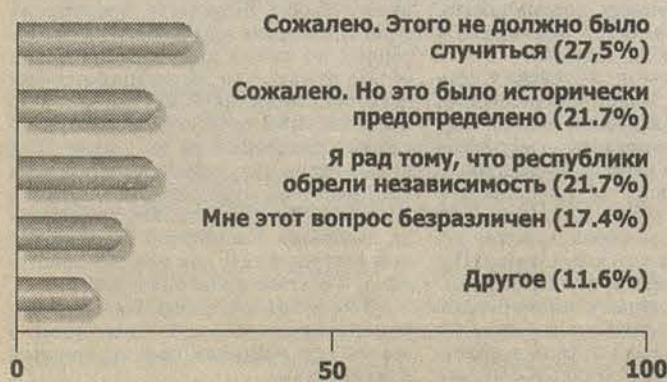 Сожалею. Этого не должно было
случиться (27,5%)
Сожалею. Но это было исторически
предопределено (21.7%)
Я рад тому, что республики
обрели независимость (21.7%)
Мне этот вопрос безразличен (17.4%)
Другое (11.6%)
0
50
100